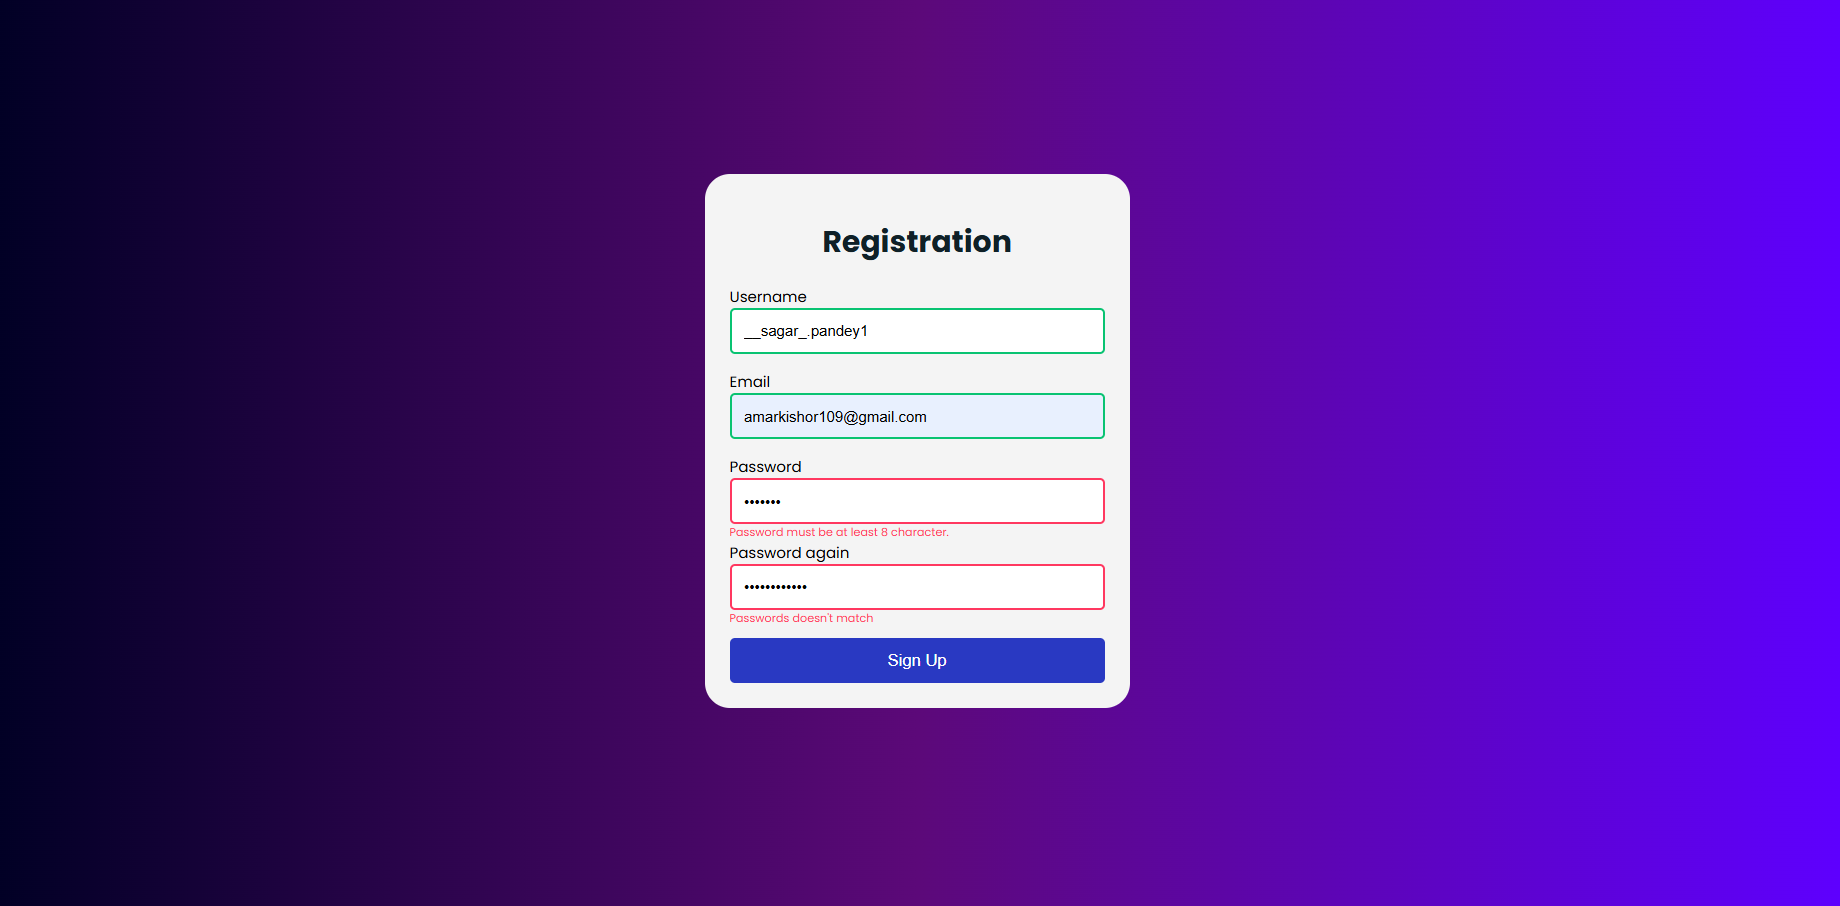 Registration
Username
__sagar_.pandey1
Email
amarkishor109@gmail.com
Password
•••••••
Password must be at least 8 character.
Password again
••••••••••••
Passwords doesn't match
Sign Up